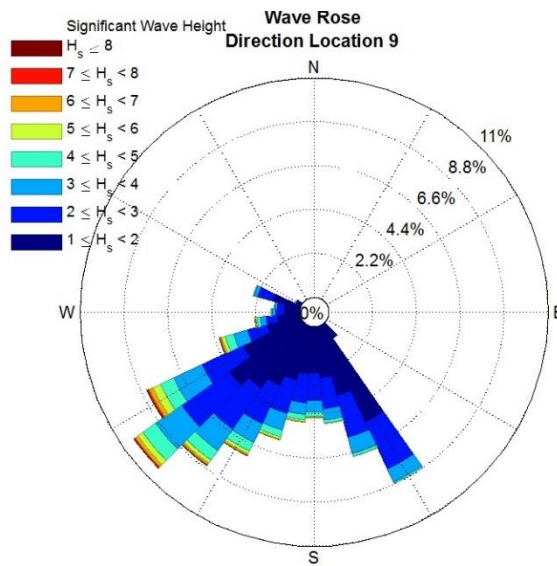 Significant Wave Height
H_s ≤ 8
7 ≤ H_s < 8
6 ≤ H_s < 7
5 ≤ H_s < 6
4 ≤ H_s < 5
3 ≤ H_s < 4
2 ≤ H_s < 3
1 ≤ H_s < 2
Wave Rose
Direction Location 9
N
11%
8.8%
6.6%
4.4%
2.2%
W
0%
E
S